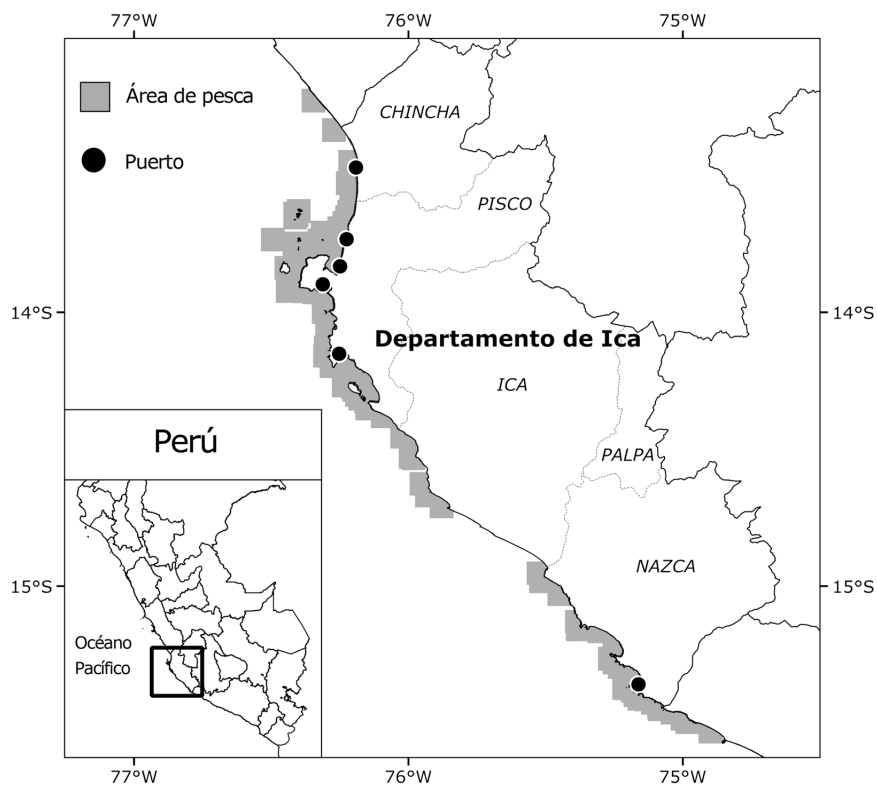 77°W 76°W 75°W
Área de pesca
Puerto
CHINCHA
PISCO
14°S 14°S
Departamento de Ica
ICA
PALPA
NAZCA
15°S 15°S
Perú
Océano
Pacífico
77°W 76°W 75°W